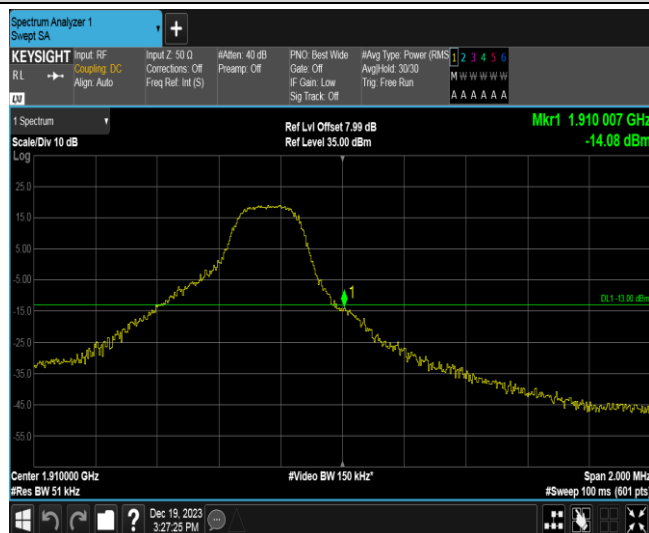 Spectrum Analyzer 1
Swept SA
KEYSIGHT
RL
Input: RF
Coupling: DC
Align: Auto
Input Z: 50 Ω
Corrections: Off
Freq Ref: Int (S)
#Atten: 40 dB
Preamp: Off
PNO: Best Wide
Gate: Off
IF Gain: Low
Sig Track: Off
#Avg Type: Power (RMS
Avg|Hold: 30/30
Trig: Free Run
1 2 3 4 5 6
M W W W W W
A A A A A A
LXI
1 Spectrum
Scale/Div 10 dB
Ref Lvl Offset 7.99 dB
Ref Level 35.00 dBm
Mkr1 1.910 007 GHz
-14.08 dBm
Log
25.0
15.0
5.00
-5.00
-15.0
-25.0
-35.0
-45.0
-55.0
1
DL1 -13.00 dBm
Center 1.910000 GHz
#Res BW 51 kHz
#Video BW 150 kHz*
Span 2.000 MHz
#Sweep 100 ms (601 pts)
?
Dec 19, 2023
3:27:25 PM